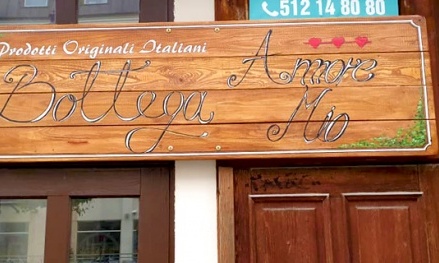 512 14 80 80
Prodotti Originali Italiani
Bottega Amore
Mio